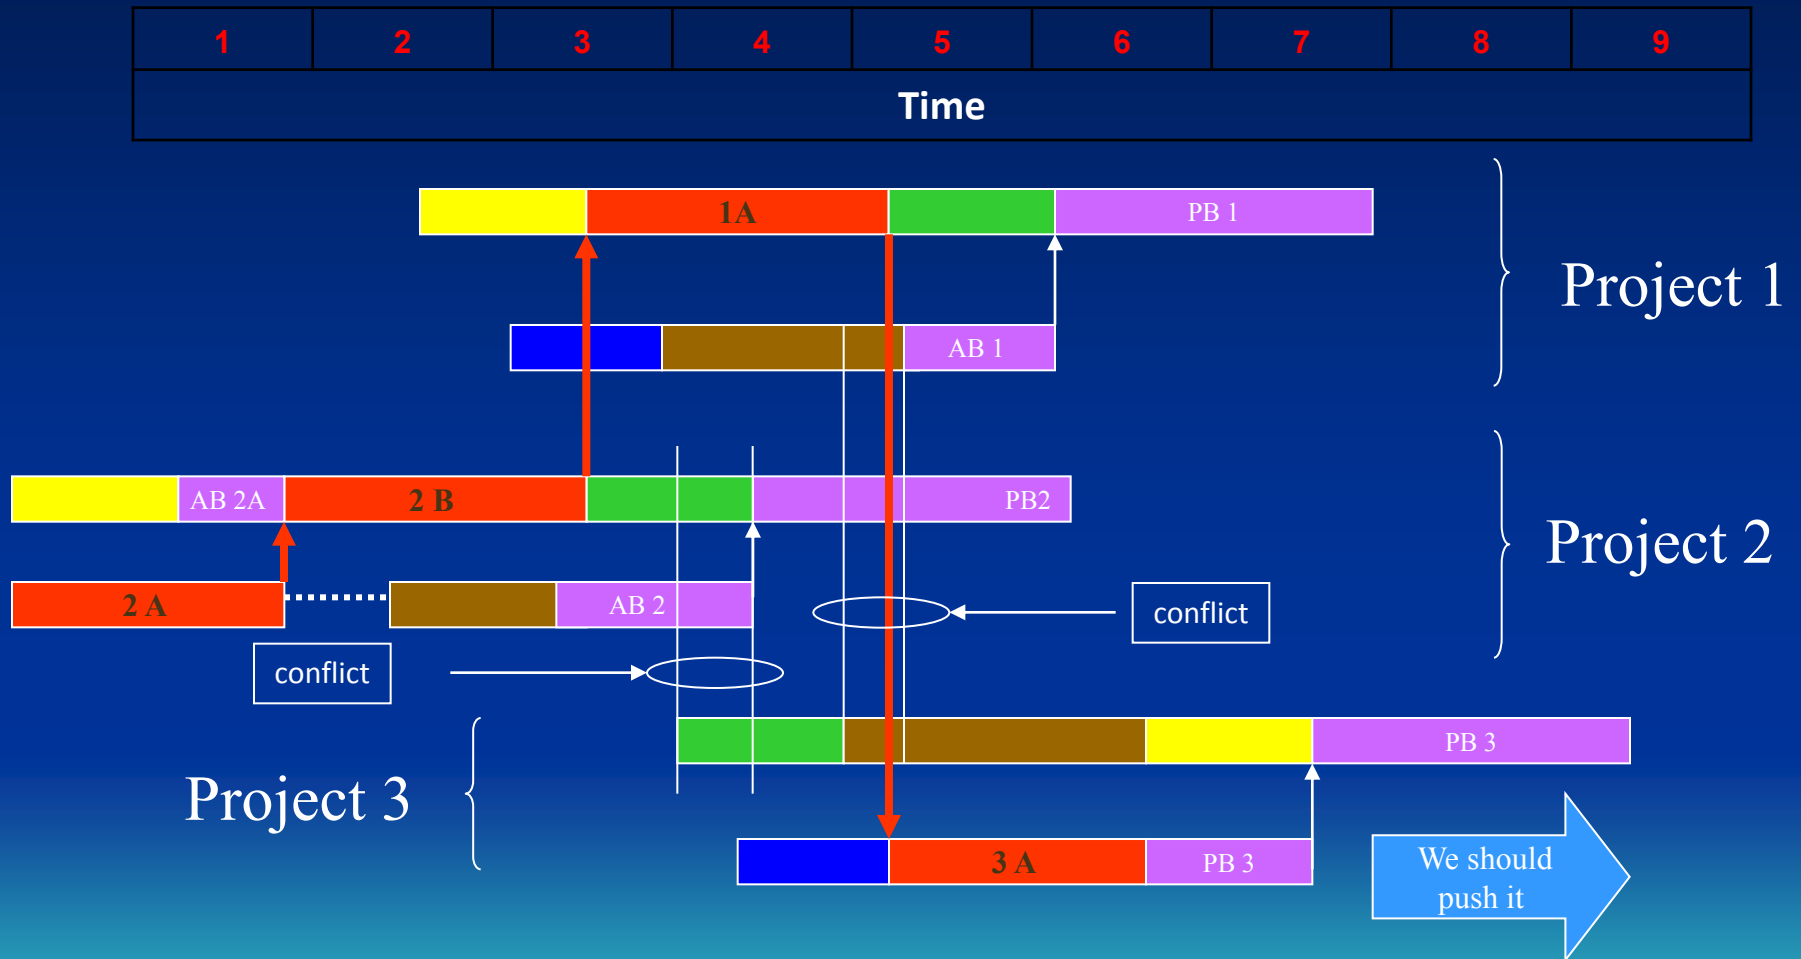 1 2 3 4 5 6 7 8 9
Time
1A
PB 1
Project 1
AB 1
AB 2A
2 B
PB2
Project 2
2 A
AB 2
conflict
conflict
PB 3
Project 3
3 A
PB 3
We should
push it